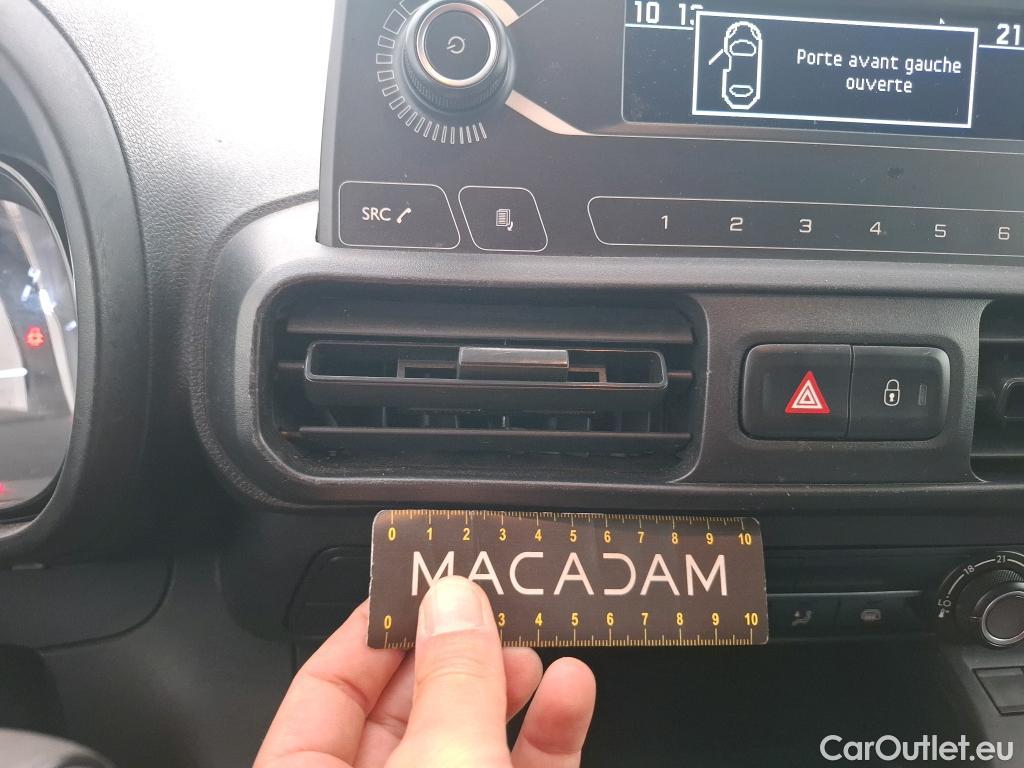 10 13
21
Porte avant gauche
ouverte
SRC
1 2 3 4 5 6
0 1 2 3 4 5 6 7 8 9 10
MACADAM
0 3 4 5 6 7 8 9 10
18 21
CarOutlet.eu